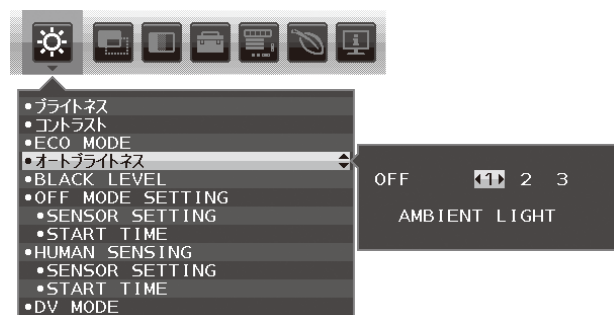 •ブライトネス
•コントラスト
•ECO MODE
•オートブライトネス
•BLACK LEVEL
•OFF MODE SETTING
•SENSOR SETTING
•START TIME
•HUMAN SENSING
•SENSOR SETTING
•START TIME
•DV MODE
OFF 1 2 3
AMBIENT LIGHT